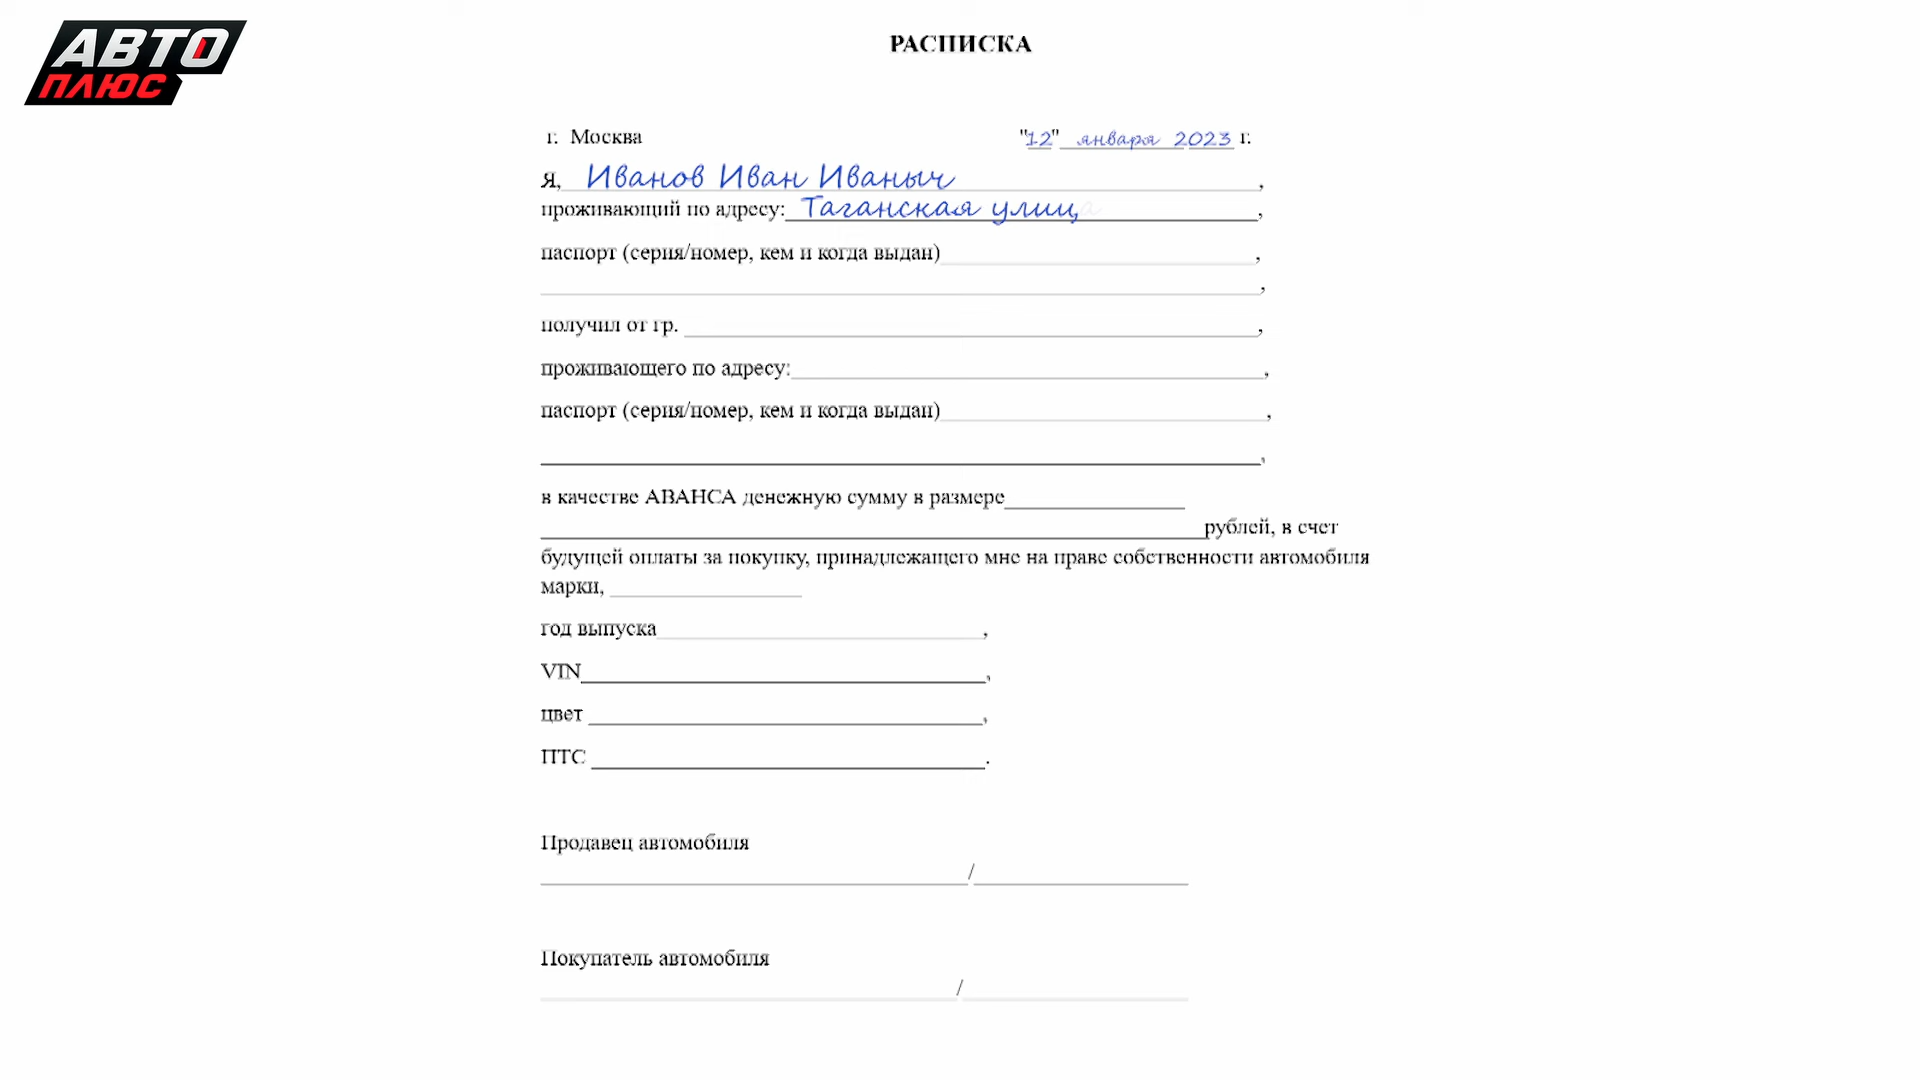 АВТО
ПЛЮС
РАСПИСКА
г. Москва "12" января 2023 г.
Я, Иванов Иван Иваныч,
проживающий по адресу: Таганская улица,
паспорт (серия/номер, кем и когда выдан),
,
получил от гр. ,
проживающего по адресу:,
паспорт (серия/номер, кем и когда выдан),
,
в качестве АВАНСА денежную сумму в размере
рублей, в счет
будущей оплаты за покупку, принадлежащего мне на праве собственности автомобиля
марки,
год выпуска,
VIN,
цвет ,
ПТС .
Продавец автомобиля
/
Покупатель автомобиля
/